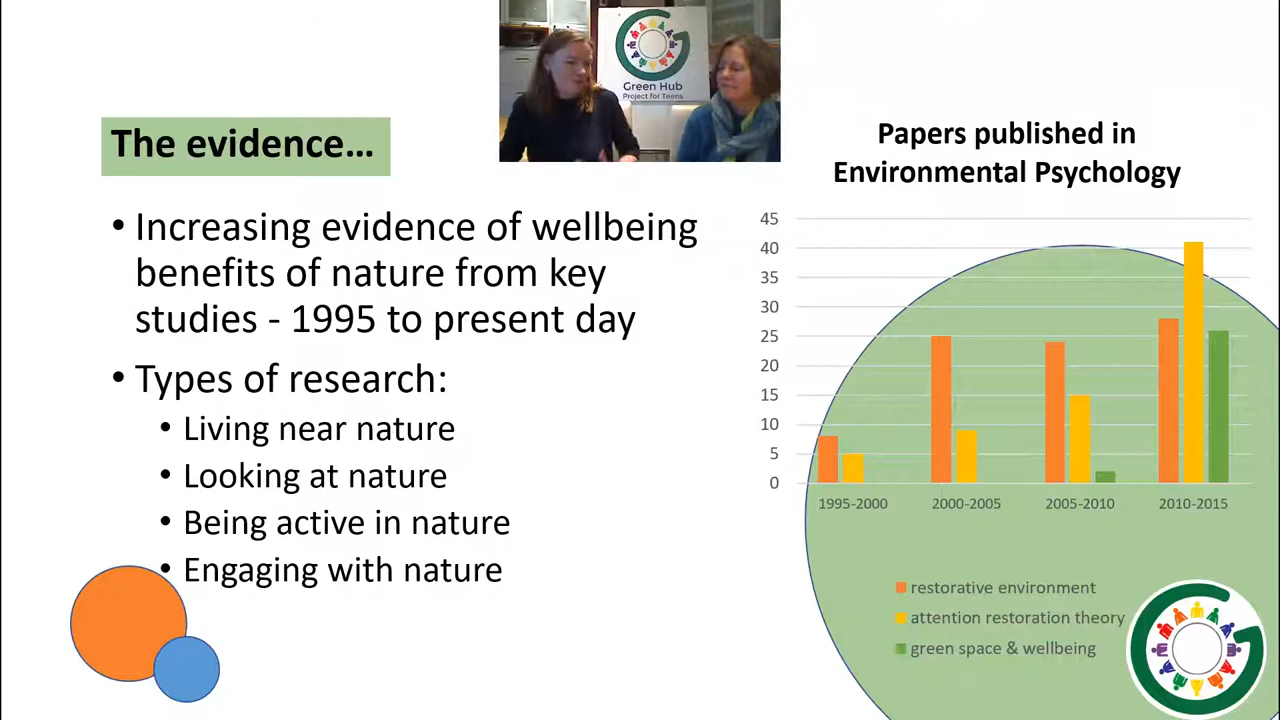 Green Hub
Project for Teens
The evidence…
• Increasing evidence of wellbeing
benefits of nature from key
studies - 1995 to present day
• Types of research:
• Living near nature
• Looking at nature
• Being active in nature
• Engaging with nature
Papers published in
Environmental Psychology
45
40
35
30
25
20
15
10
5
0
1995-2000 2000-2005 2005-2010 2010-2015
restorative environment
attention restoration theory
green space & wellbeing